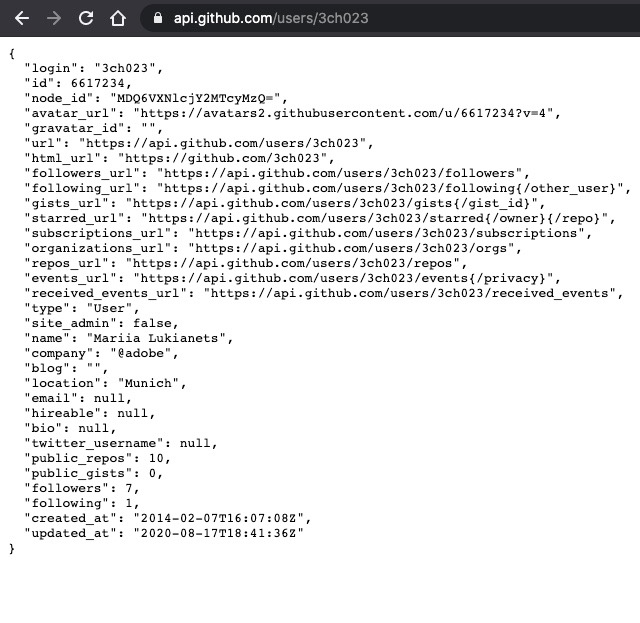 api.github.com/users/3ch023
{
"login": "3ch023",
"id": 6617234,
"node_id": "MDQ6VXNlcjY2MTcyMzQ=",
"avatar_url": "https://avatars2.githubusercontent.com/u/6617234?v=4",
"gravatar_id": "",
"url": "https://api.github.com/users/3ch023",
"html_url": "https://github.com/3ch023",
"followers_url": "https://api.github.com/users/3ch023/followers",
"following_url": "https://api.github.com/users/3ch023/following{/other_user}",
"gists_url": "https://api.github.com/users/3ch023/gists{/gist_id}",
"starred_url": "https://api.github.com/users/3ch023/starred{/owner}{/repo}",
"subscriptions_url": "https://api.github.com/users/3ch023/subscriptions",
"organizations_url": "https://api.github.com/users/3ch023/orgs",
"repos_url": "https://api.github.com/users/3ch023/repos",
"events_url": "https://api.github.com/users/3ch023/events{/privacy}",
"received_events_url": "https://api.github.com/users/3ch023/received_events",
"type": "User",
"site_admin": false,
"name": "Mariia Lukianets",
"company": "@adobe",
"blog": "",
"location": "Munich",
"email": null,
"hireable": null,
"bio": null,
"twitter_username": null,
"public_repos": 10,
"public_gists": 0,
"followers": 7,
"following": 1,
"created_at": "2014-02-07T16:07:08Z",
"updated_at": "2020-08-17T18:41:36Z"
}